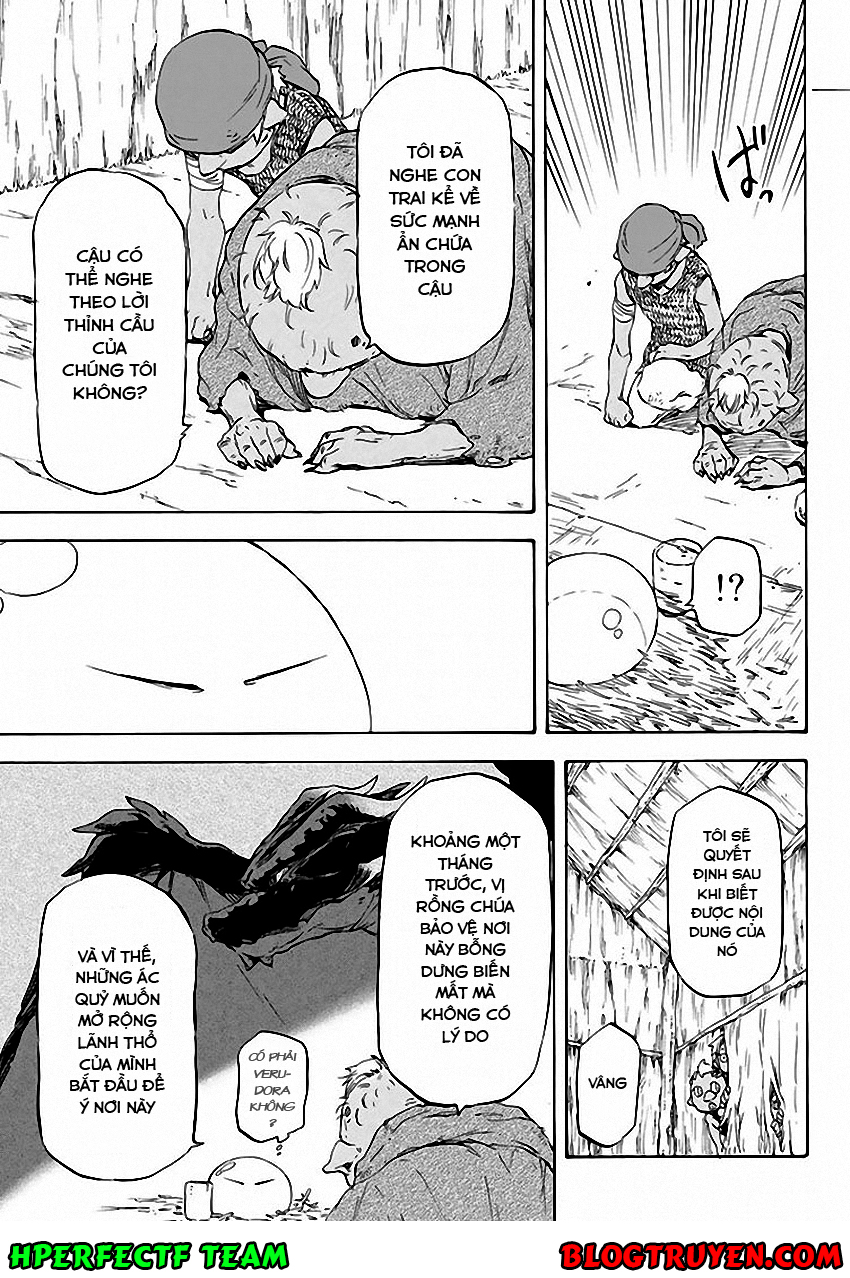 ばっ
!?
TÔI ĐÃ
NGHE CON
TRAI KỂ VỀ
SỨC MẠNH
ẨN CHỨA
TRONG
CẬU
CẬU CÓ
THỂ NGHE
THEO LỜI
THỈNH CẦU
CỦA
CHÚNG TÔI
KHÔNG?
TÔI SẼ
QUYẾT
ĐỊNH SAU
KHI BIẾT
ĐƯỢC NỘI
DUNG CỦA
NÓ
VÂNG
KHOẢNG MỘT
THÁNG
TRƯỚC, VỊ
RỒNG CHÚA
BẢO VỆ NƠI
NÀY BỖNG
DƯNG BIẾN
MẤT MÀ
KHÔNG CÓ
LÝ DO
VÀ VÌ THẾ,
NHỮNG ÁC
QUỶ MUỐN
MỞ RỘNG
LÃNH THỔ
CỦA MÌNH
BẮT ĐẦU ĐỂ
Ý NƠI NÀY
CÓ PHẢI
VERU-
DORA
KHÔNG
?
HPERFECTF TEAM
BLOGTRUYEN.COM